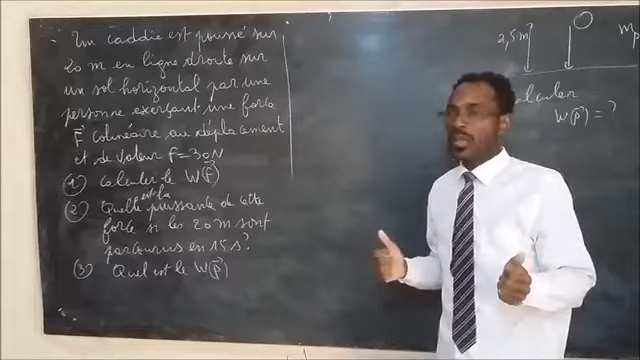 Un caddie est poussé sur
20 m en ligne droite sur
un sol horizontal par une
personne exerçant une force
F⃗ colinéaire au déplacement
et de valeur F = 30N
① Calculer le W(F⃗)
② Quelle est la puissance de cette
force si les 20 m sont
parcourus en 15 s?
③ Quel est le W(P⃗)
2,5m
m
Calculer
W(P⃗) = ?